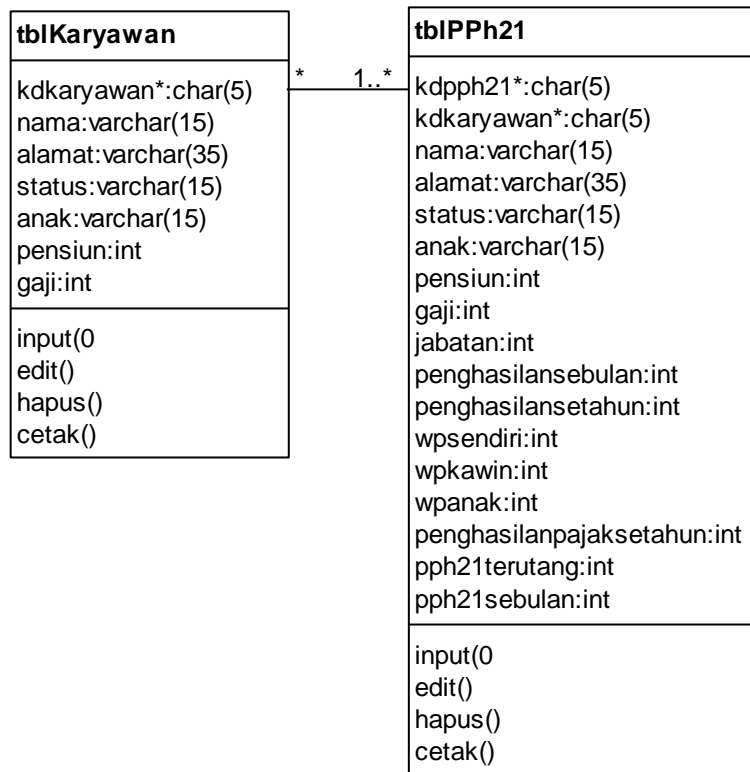 tblKaryawan
kdkaryawan*:char(5)
nama:varchar(15)
alamat:varchar(35)
status:varchar(15)
anak:varchar(15)
pensiun:int
gaji:int
input(0
edit()
hapus()
cetak()
* 1..*
tblPPh21
kdpph21*:char(5)
kdkaryawan*:char(5)
nama:varchar(15)
alamat:varchar(35)
status:varchar(15)
anak:varchar(15)
pensiun:int
gaji:int
jabatan:int
penghasilansebulan:int
penghasilansetahun:int
wpsendiri:int
wpkawin:int
wpanak:int
penghasilanpajaksetahun:int
pph21terutang:int
pph21sebulan:int
input(0
edit()
hapus()
cetak()